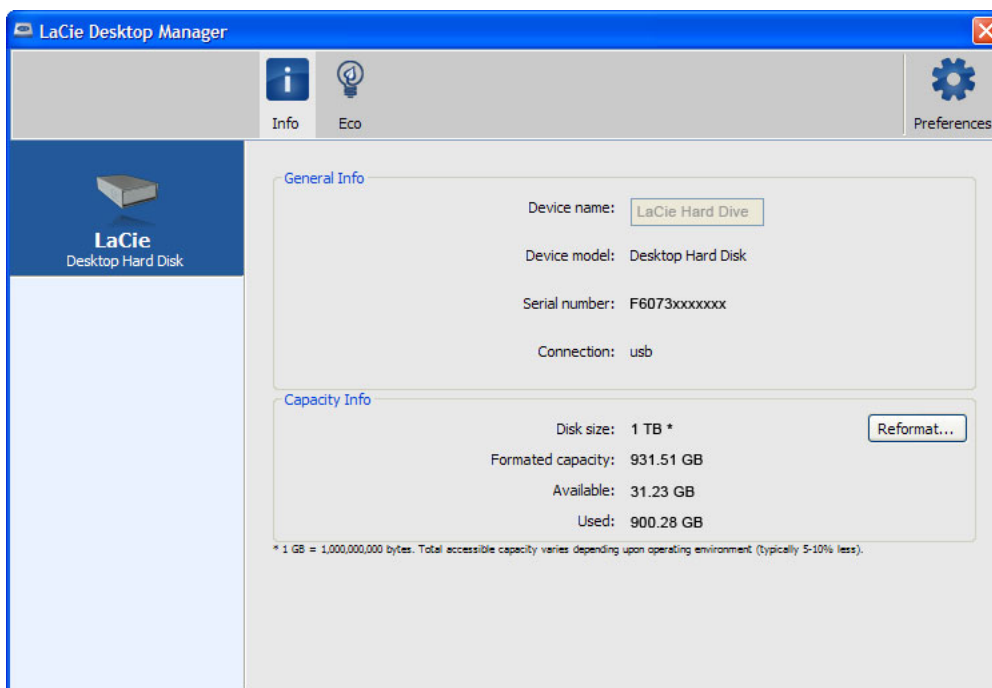 LaCie Desktop Manager
Info
Eco
Preferences
LaCie
Desktop Hard Disk
General Info
Device name: LaCie Hard Dive
Device model: Desktop Hard Disk
Serial number: F6073xxxxxxx
Connection: usb
Capacity Info
Disk size: 1 TB *
Reformat...
Formated capacity: 931.51 GB
Available: 31.23 GB
Used: 900.28 GB
* 1 GB = 1,000,000,000 bytes. Total accessible capacity varies depending upon operating environment (typically 5-10% less).